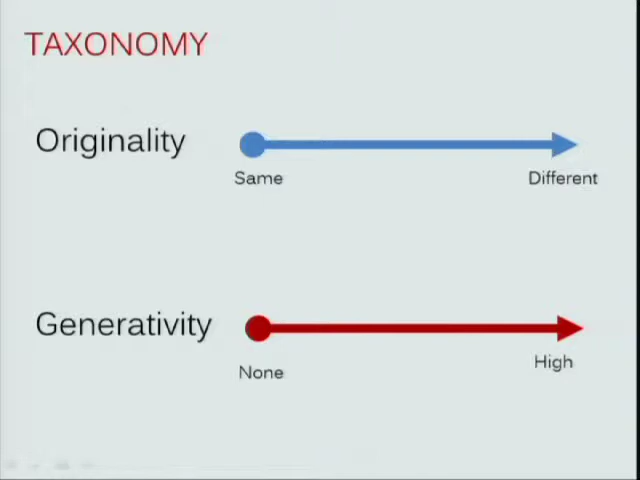 TAXONOMY
Originality
Same
Different
Generativity
None
High